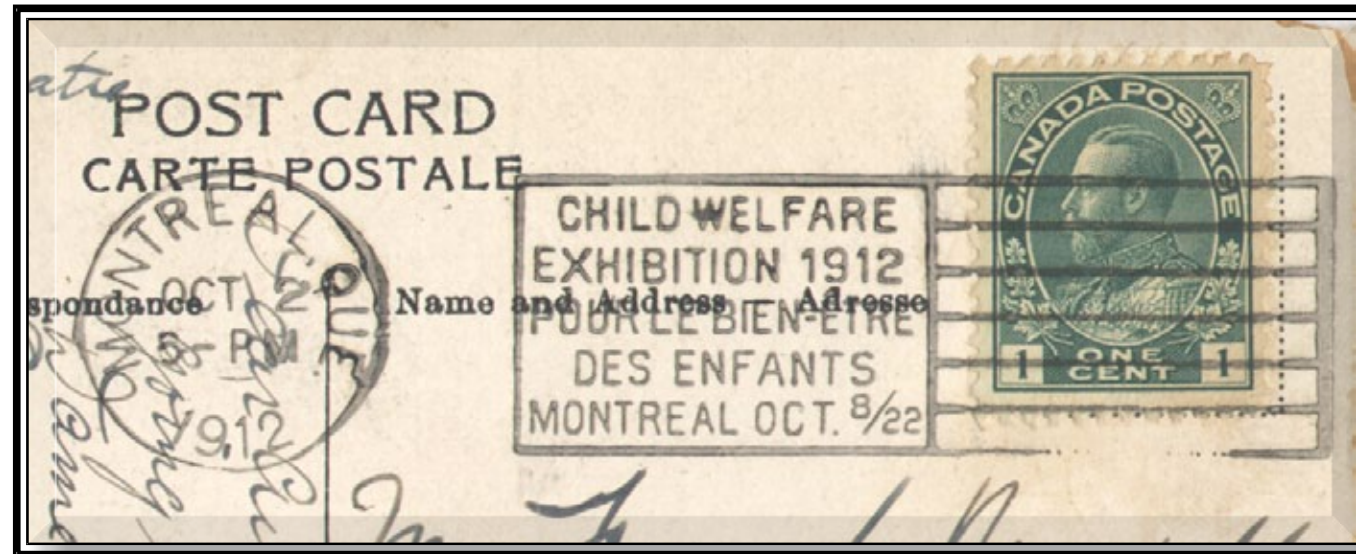 POST CARD
CARTE POSTALE
MONTREAL QUE
OCT 2
5 - PM
1912
spondance
Name and Address — Adresse
CHILD WELFARE
EXHIBITION 1912
POUR LE BIEN-ETRE
DES ENFANTS
MONTREAL OCT. 8/22
CANADA POSTAGE
1 ONE CENT 1